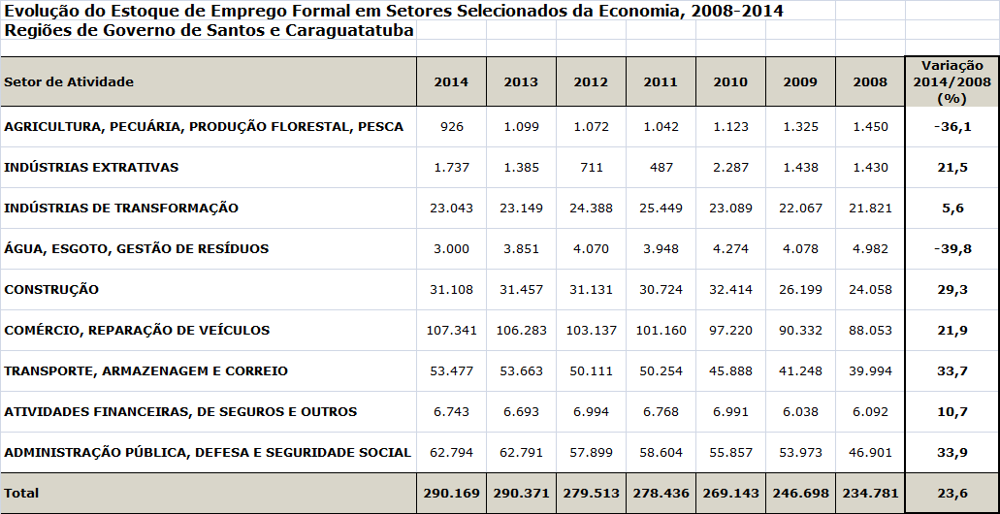 Evolução do Estoque de Emprego Formal em Setores Selecionados da Economia, 2008-2014
Regiões de Governo de Santos e Caraguatatuba
Setor de Atividade 2014 2013 2012 2011 2010 2009 2008 Variação 2014/2008 (%)
AGRICULTURA, PECUÁRIA, PRODUÇÃO FLORESTAL, PESCA 926 1.099 1.072 1.042 1.123 1.325 1.450 -36,1
INDÚSTRIAS EXTRATIVAS 1.737 1.385 711 487 2.287 1.438 1.430 21,5
INDÚSTRIAS DE TRANSFORMAÇÃO 23.043 23.149 24.388 25.449 23.089 22.067 21.821 5,6
ÁGUA, ESGOTO, GESTÃO DE RESÍDUOS 3.000 3.851 4.070 3.948 4.274 4.078 4.982 -39,8
CONSTRUÇÃO 31.108 31.457 31.131 30.724 32.414 26.199 24.058 29,3
COMÉRCIO, REPARAÇÃO DE VEÍCULOS 107.341 106.283 103.137 101.160 97.220 90.332 88.053 21,9
TRANSPORTE, ARMAZENAGEM E CORREIO 53.477 53.663 50.111 50.254 45.888 41.248 39.994 33,7
ATIVIDADES FINANCEIRAS, DE SEGUROS E OUTROS 6.743 6.693 6.994 6.768 6.991 6.038 6.092 10,7
ADMINISTRAÇÃO PÚBLICA, DEFESA E SEGURIDADE SOCIAL 62.794 62.791 57.899 58.604 55.857 53.973 46.901 33,9
Total 290.169 290.371 279.513 278.436 269.143 246.698 234.781 23,6